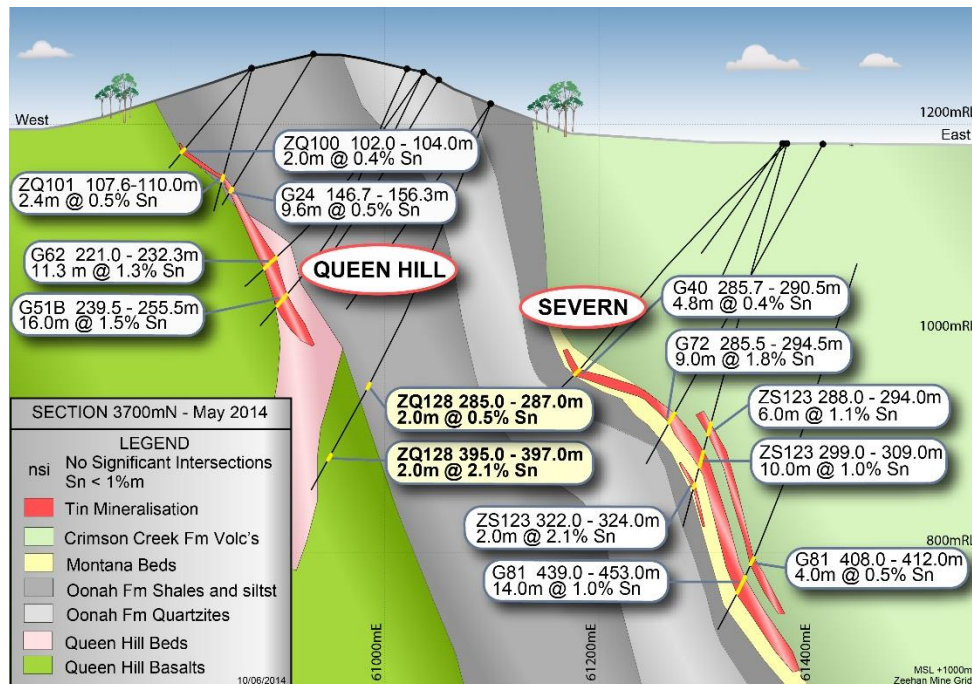 West
1200mRL
East
ZQ100 102.0 - 104.0m
2.0m @ 0.4% Sn
ZQ101 107.6-110.0m
2.4m @ 0.5% Sn
G24 146.7 - 156.3m
9.6m @ 0.5% Sn
G62 221.0 - 232.3m
11.3 m @ 1.3% Sn
QUEEN HILL
G51B 239.5 - 255.5m
16.0m @ 1.5% Sn
SEVERN
G40 285.7 - 290.5m
4.8m @ 0.4% Sn
1000mRL
G72 285.5 - 294.5m
9.0m @ 1.8% Sn
ZQ128 285.0 - 287.0m
2.0m @ 0.5% Sn
ZS123 288.0 - 294.0m
6.0m @ 1.1% Sn
ZQ128 395.0 - 397.0m
2.0m @ 2.1% Sn
ZS123 299.0 - 309.0m
10.0m @ 1.0% Sn
ZS123 322.0 - 324.0m
2.0m @ 2.1% Sn
800mRL
G81 439.0 - 453.0m
14.0m @ 1.0% Sn
G81 408.0 - 412.0m
4.0m @ 0.5% Sn
SECTION 3700mN - May 2014
LEGEND
nsi No Significant Intersections
Sn < 1%m
Tin Mineralisation
Crimson Creek Fm Volc's
Montana Beds
Oonah Fm Shales and siltst
Oonah Fm Quartzites
Queen Hill Beds
Queen Hill Basalts
10/06/2014
61000mE
61200mE
61400mE
MSL +1000m
Zeehan Mine Grid